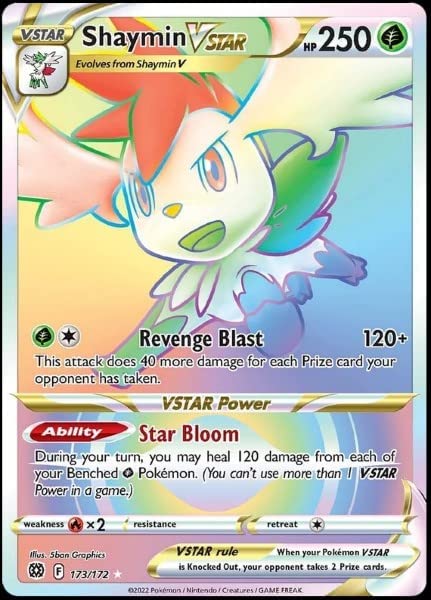 VSTAR Shaymin VSTAR HP 250
Evolves from Shaymin V
Revenge Blast 120+
This attack does 40 more damage for each Prize card your
opponent has taken.
VSTAR Power
Ability Star Bloom
During your turn, you may heal 120 damage from each of
your Benched Pokémon. (You can't use more than 1 VSTAR
Power in a game.)
weakness ×2 resistance retreat
Illus. 5ban Graphics
F 173/172
VSTAR rule When your Pokémon VSTAR
is Knocked Out, your opponent takes 2 Prize cards.
©2022 Pokémon / Nintendo / Creatures / GAME FREAK